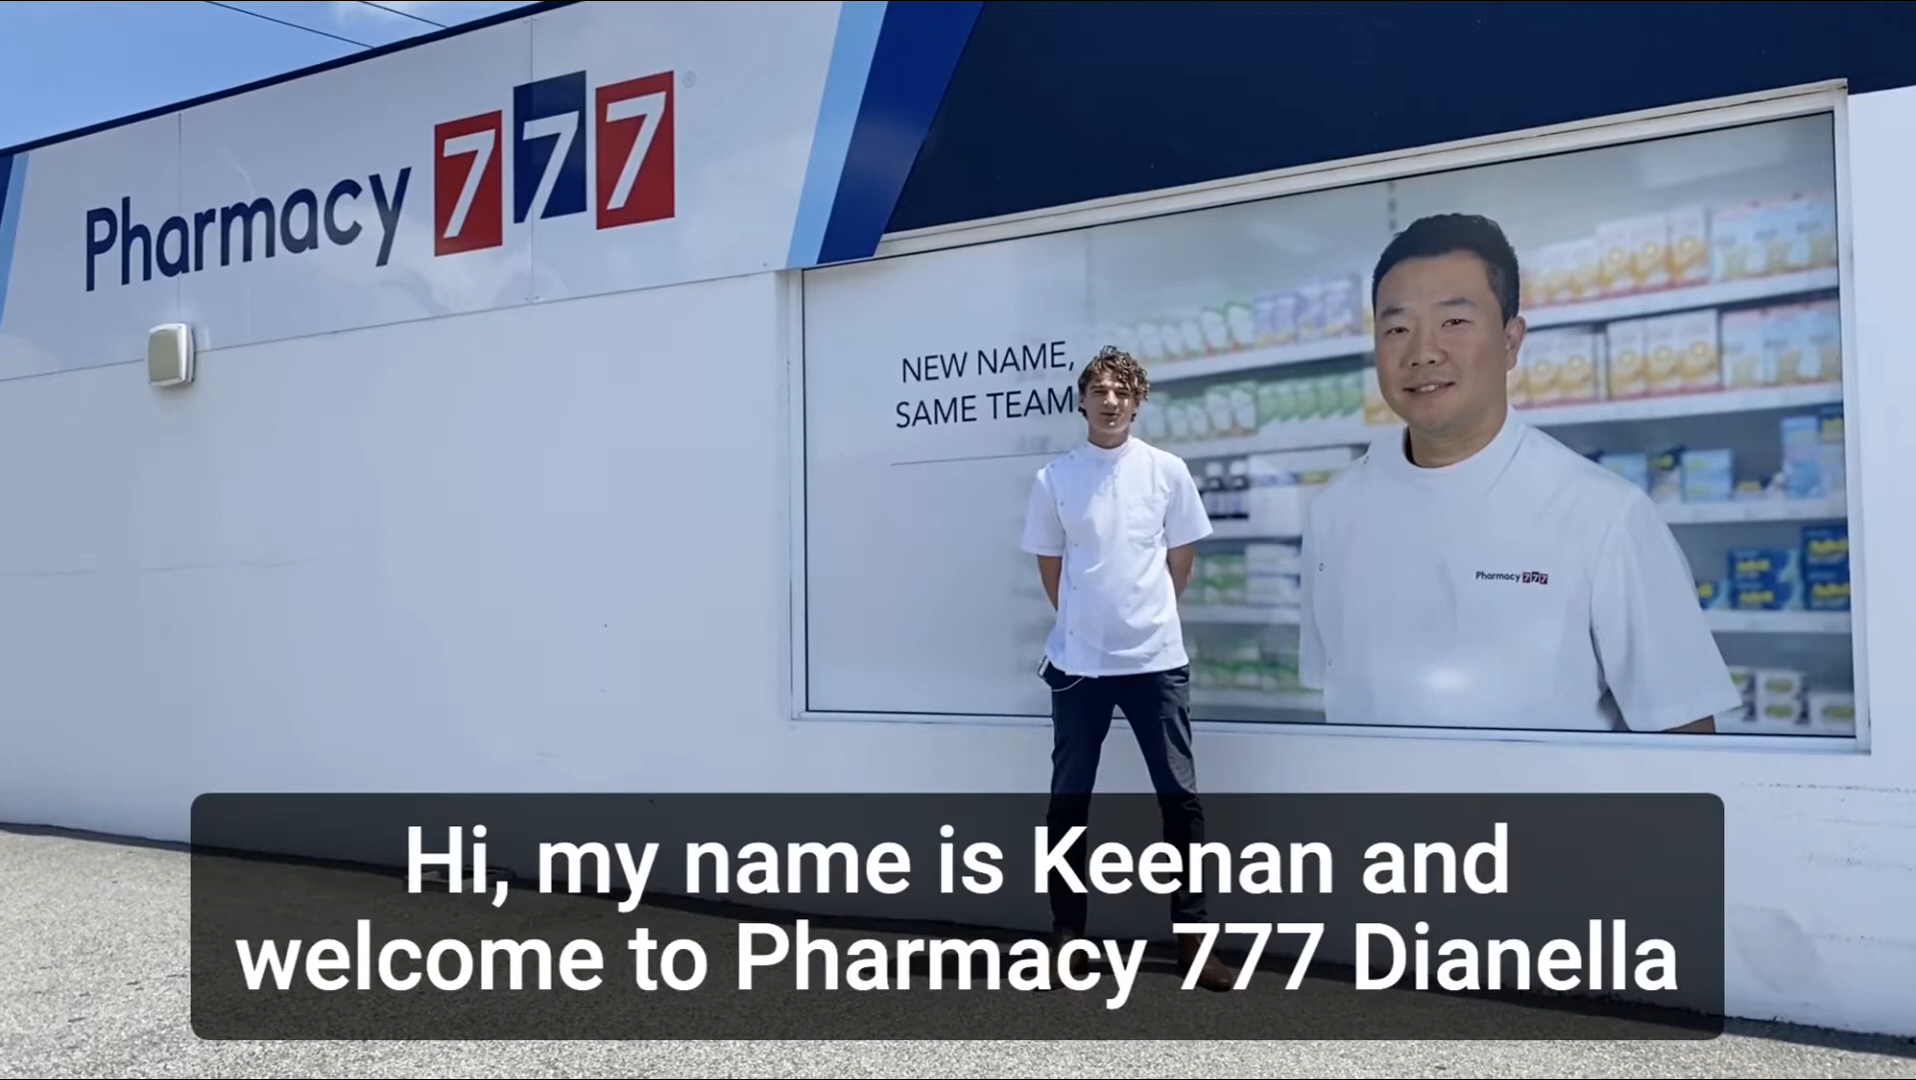 Pharmacy 777
NEW NAME,
SAME TEAM
Pharmacy 777
Hi, my name is Keenan and
welcome to Pharmacy 777 Dianella